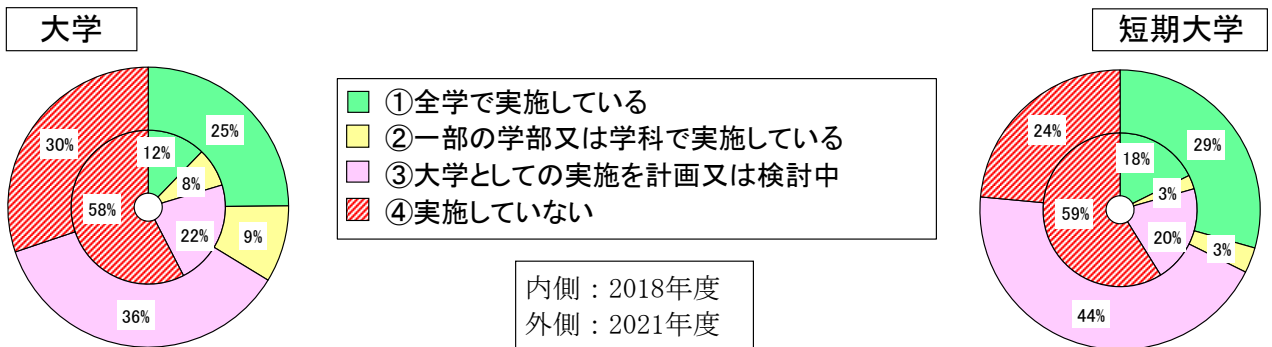 大学
25%
30%
12%
8%
58%
22%
9%
36%
①全学で実施している
②一部の学部又は学科で実施している
③大学としての実施を計画又は検討中
④実施していない
内側：2018年度
外側：2021年度
短期大学
24%
29%
18%
3%
59%
20%
3%
44%